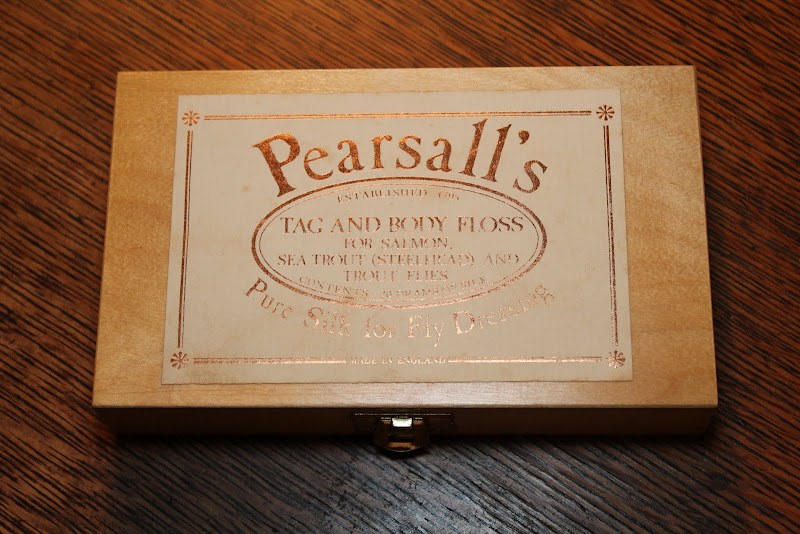 Pearsall's
ESTABLISHED 1795
TAG AND BODY FLOSS
FOR SALMON,
SEA TROUT (STEELHEAD) AND
TROUT FLIES
CONTENTS
Pure Silk for Fly Dressing
MADE IN ENGLAND